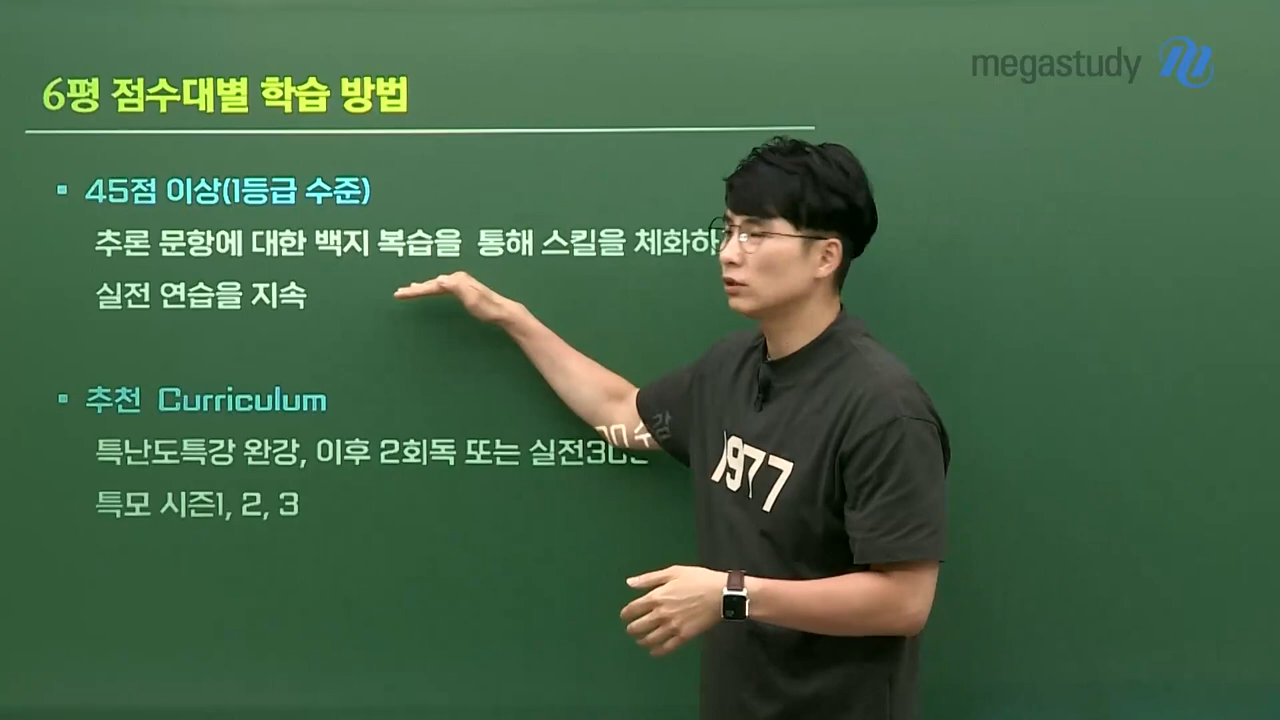 megastudy
6평 점수대별 학습 방법
45점 이상(1등급 수준)
추론 문항에 대한 백지 복습을 통해 스킬을
실전 연습을 지속
추천 Curriculum
특난도특강 완강, 이후 2회독 또는
특모 시즌1, 2, 3
1977